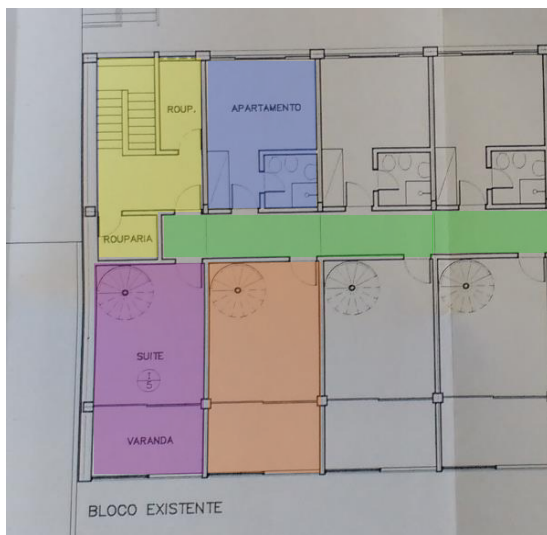 ROUP.
APARTAMENTO
ROUPARIA
SUITE
1
5
VARANDA
BLOCO EXISTENTE